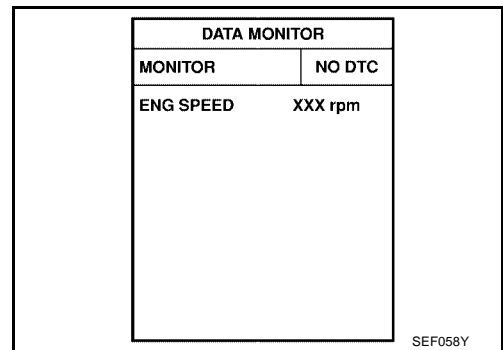 DATA MONITOR
MONITOR NO DTC
ENG SPEED XXX rpm
SEF058Y